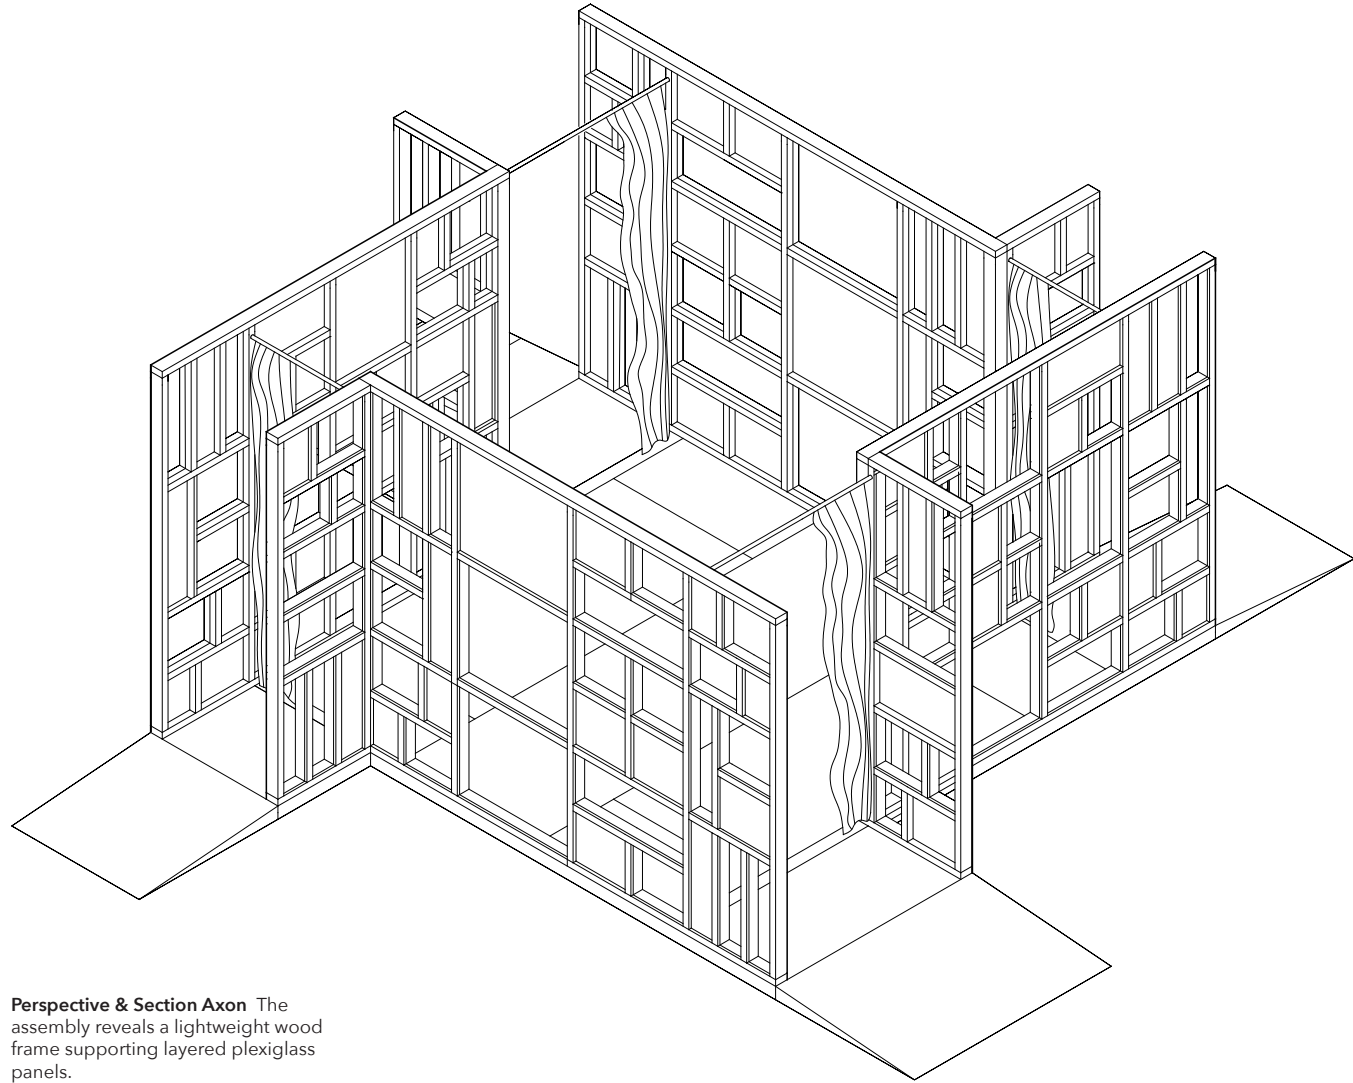 Perspective & Section Axon The
assembly reveals a lightweight wood
frame supporting layered plexiglass
panels.